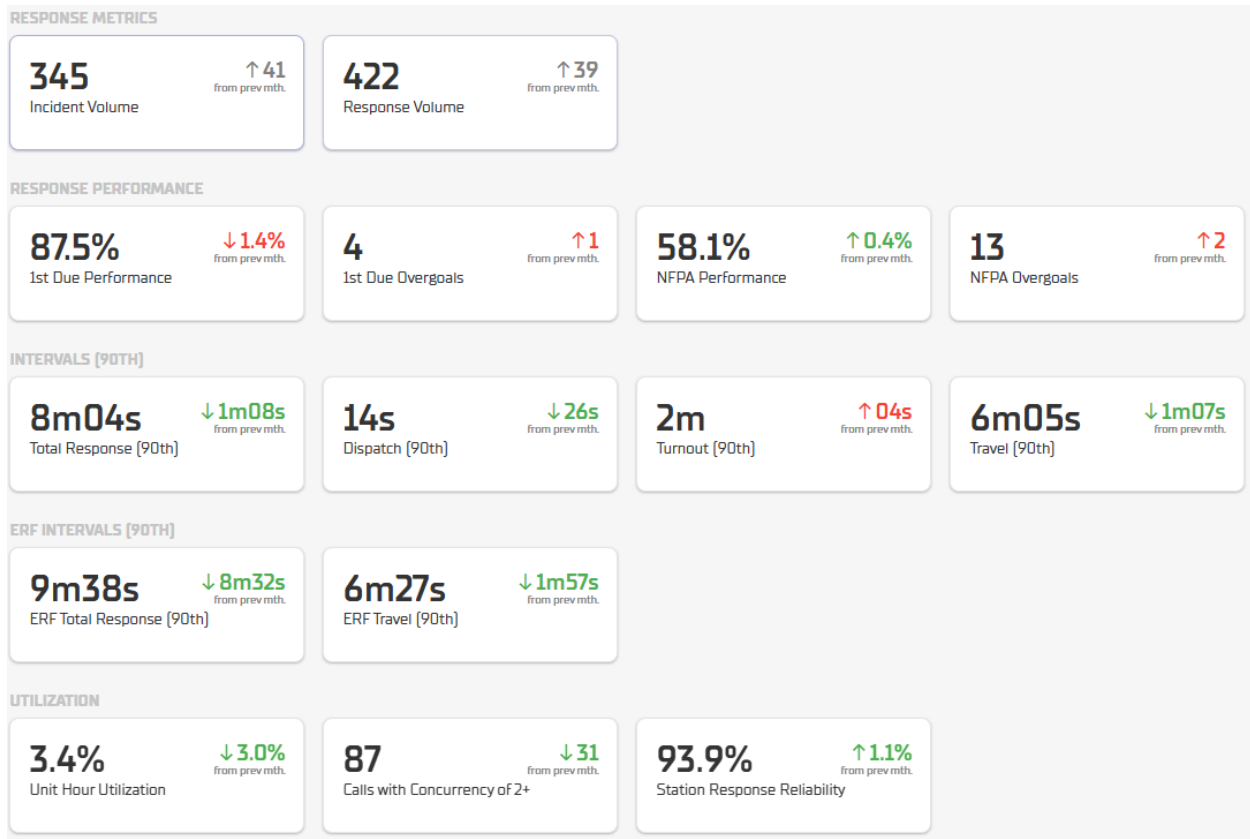 RESPONSE METRICS
345
↑41
from prev mth.
Incident Volume
422
↑39
from prev mth.
Response Volume
RESPONSE PERFORMANCE
87.5%
↓1.4%
from prev mth.
1st Due Performance
4
↑1
from prev mth.
1st Due Overgoals
58.1%
↑0.4%
from prev mth.
NFPA Performance
13
↑2
from prev mth.
NFPA Overgoals
INTERVALS (90TH)
8m04s
↓1m08s
from prev mth.
Total Response (90th)
14s
↓26s
from prev mth.
Dispatch (90th)
2m
↑04s
from prev mth.
Turnout (90th)
6m05s
↓1m07s
from prev mth.
Travel (90th)
ERF INTERVALS (90TH)
9m38s
↓8m32s
from prev mth.
ERF Total Response (90th)
6m27s
↓1m57s
from prev mth.
ERF Travel (90th)
UTILIZATION
3.4%
↓3.0%
from prev mth.
Unit Hour Utilization
87
↓31
from prev mth.
Calls with Concurrency of 2+
93.9%
↑1.1%
from prev mth.
Station Response Reliability